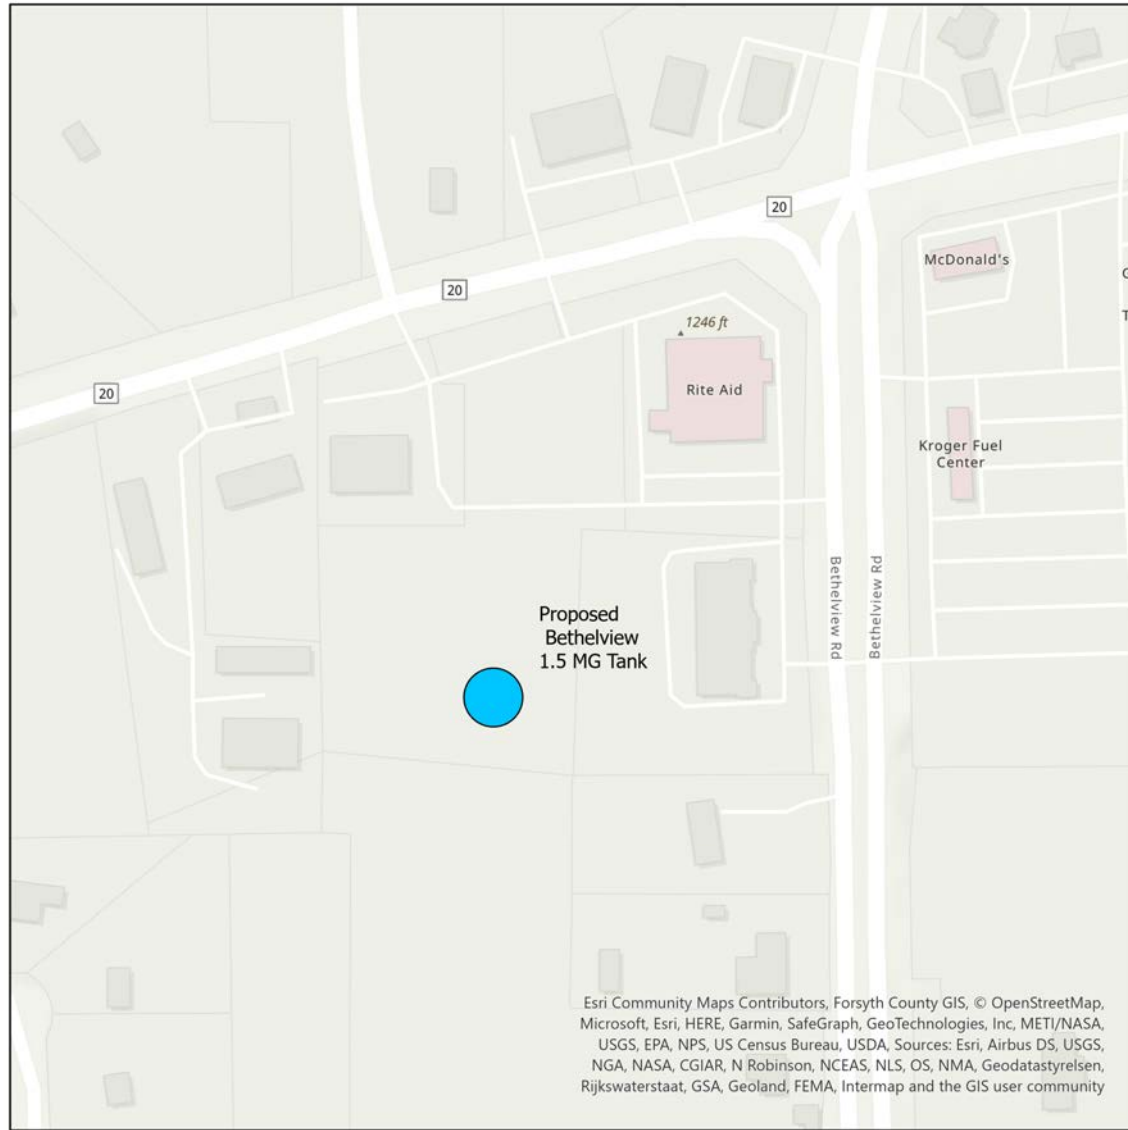 20
McDonald's
20
1246 ft
Rite Aid
20
Kroger Fuel
Center
Bethelview Rd
Bethelview Rd
Proposed
Bethelview
1.5 MG Tank
Esri Community Maps Contributors, Forsyth County GIS, © OpenStreetMap,
Microsoft, Esri, HERE, Garmin, SafeGraph, GeoTechnologies, Inc, METI/NASA,
USGS, EPA, NPS, US Census Bureau, USDA, Sources: Esri, Airbus DS, USGS,
NGA, NASA, CGIAR, N Robinson, NCEAS, NLS, OS, NMA, Geodatastyrelsen,
Rijkswaterstaat, GSA, Geoland, FEMA, Intermap and the GIS user community